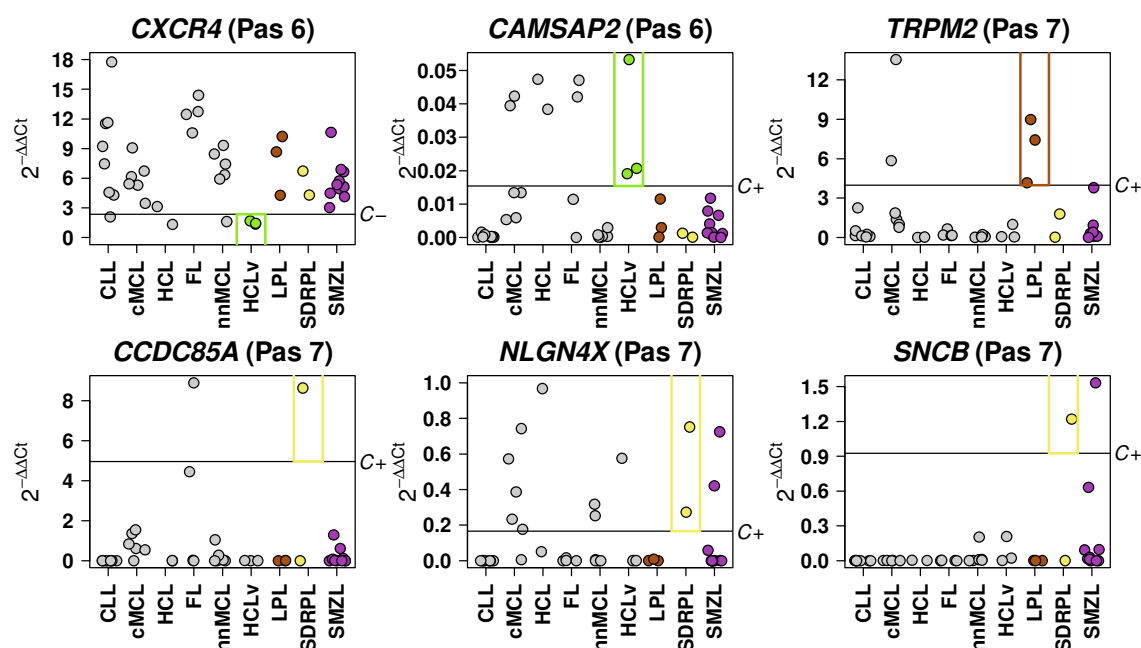 CXCR4 (Pas 6)
2−ΔΔCt
18
15
12
9
6
3
0
C−
CLL
cMCL
HCL
FL
nnMCL
HCLv
LPL
SDRPL
SMZL
CAMSAP2 (Pas 6)
2−ΔΔCt
0.05
0.04
0.03
0.02
0.01
0.00
C+
CLL
cMCL
HCL
FL
nnMCL
HCLv
LPL
SDRPL
SMZL
TRPM2 (Pas 7)
2−ΔΔCt
12
9
6
3
0
C+
CLL
cMCL
HCL
FL
nnMCL
HCLv
LPL
SDRPL
SMZL
CCDC85A (Pas 7)
2−ΔΔCt
8
6
4
2
0
C+
CLL
cMCL
HCL
FL
nnMCL
HCLv
LPL
SDRPL
SMZL
NLGN4X (Pas 7)
2−ΔΔCt
1.0
0.8
0.6
0.4
0.2
0.0
C+
CLL
cMCL
HCL
FL
nnMCL
HCLv
LPL
SDRPL
SMZL
SNCB (Pas 7)
2−ΔΔCt
1.5
1.2
0.9
0.6
0.3
0.0
C+
CLL
cMCL
HCL
FL
nnMCL
HCLv
LPL
SDRPL
SMZL